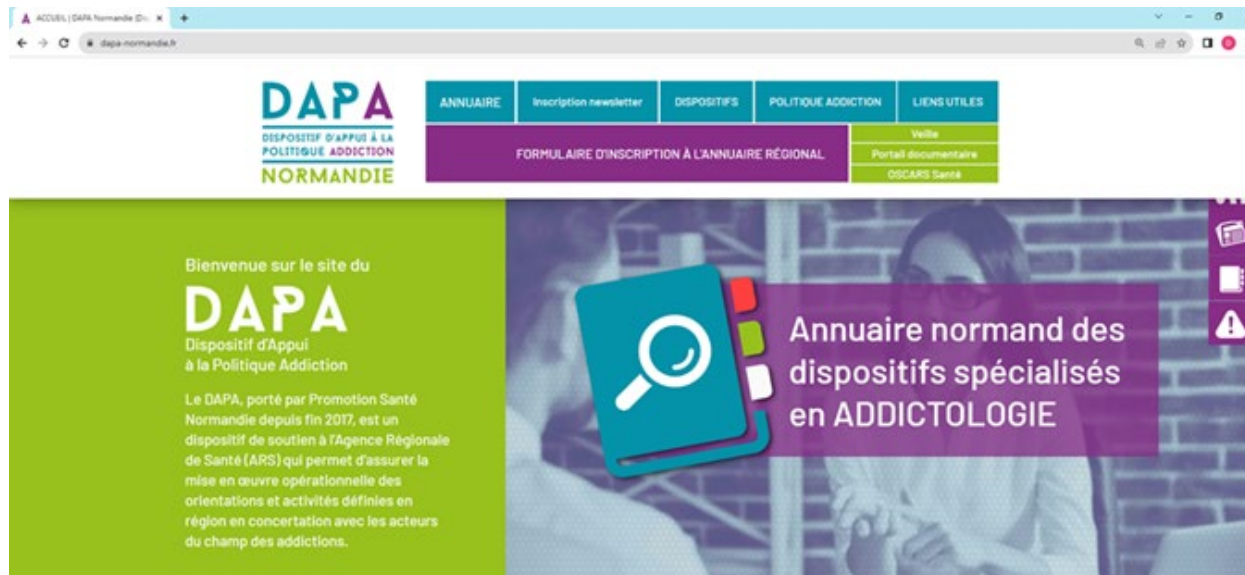 ACCUEIL | DAPA Normandie (Dis
dapa-normandie.fr
DAPA
DISPOSITIF D'APPUI À LA
POLITIQUE ADDICTION
NORMANDIE
ANNUAIRE
Inscription newsletter
DISPOSITIFS
POLITIQUE ADDICTION
LIENS UTILES
FORMULAIRE D'INSCRIPTION À L'ANNUAIRE RÉGIONAL
Veille
Portail documentaire
OSCARS Santé
Bienvenue sur le site du
DAPA
Dispositif d'Appui
à la Politique Addiction
Le DAPA, porté par Promotion Santé
Normandie depuis fin 2017, est un
dispositif de soutien à l'Agence Régionale
de Santé (ARS) qui permet d'assurer la
mise en œuvre opérationnelle des
orientations et activités définies en
région en concertation avec les acteurs
du champ des addictions.
Annuaire normand des
dispositifs spécialisés
en ADDICTOLOGIE